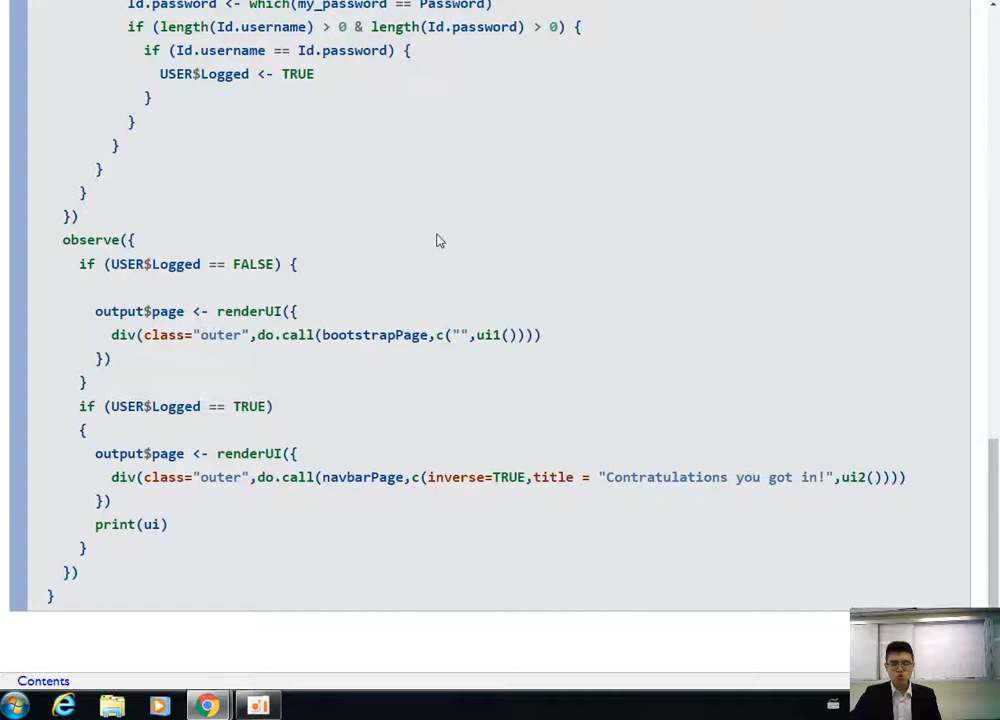 Id.password <- which(my_password == Password)
if (length(Id.username) > 0 & length(Id.password) > 0) {
if (Id.username == Id.password) {
USER$Logged <- TRUE
}
}
}
}
}
})
observe({
if (USER$Logged == FALSE) {
output$page <- renderUI({
div(class="outer",do.call(bootstrapPage,c("",ui1())))
})
}
if (USER$Logged == TRUE)
{
output$page <- renderUI({
div(class="outer",do.call(navbarPage,c(inverse=TRUE,title = "Contratulations you got in!",ui2())))
})
print(ui)
}
})
}
Contents